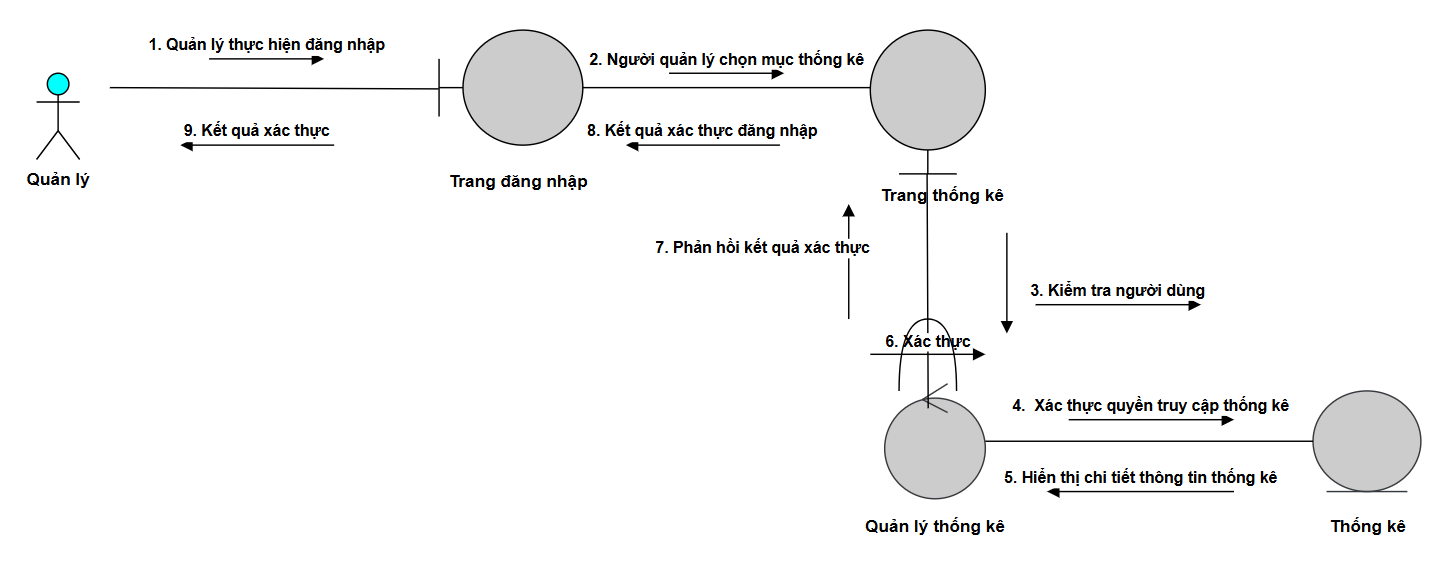 1. Quản lý thực hiện đăng nhập
2. Người quản lý chọn mục thống kê
9. Kết quả xác thực
8. Kết quả xác thực đăng nhập
Quản lý
Trang đăng nhập
Trang thống kê
7. Phản hồi kết quả xác thực
3. Kiểm tra người dùng
6. Xác thực
4. Xác thực quyền truy cập thống kê
5. Hiển thị chi tiết thông tin thống kê
Quản lý thống kê
Thống kê